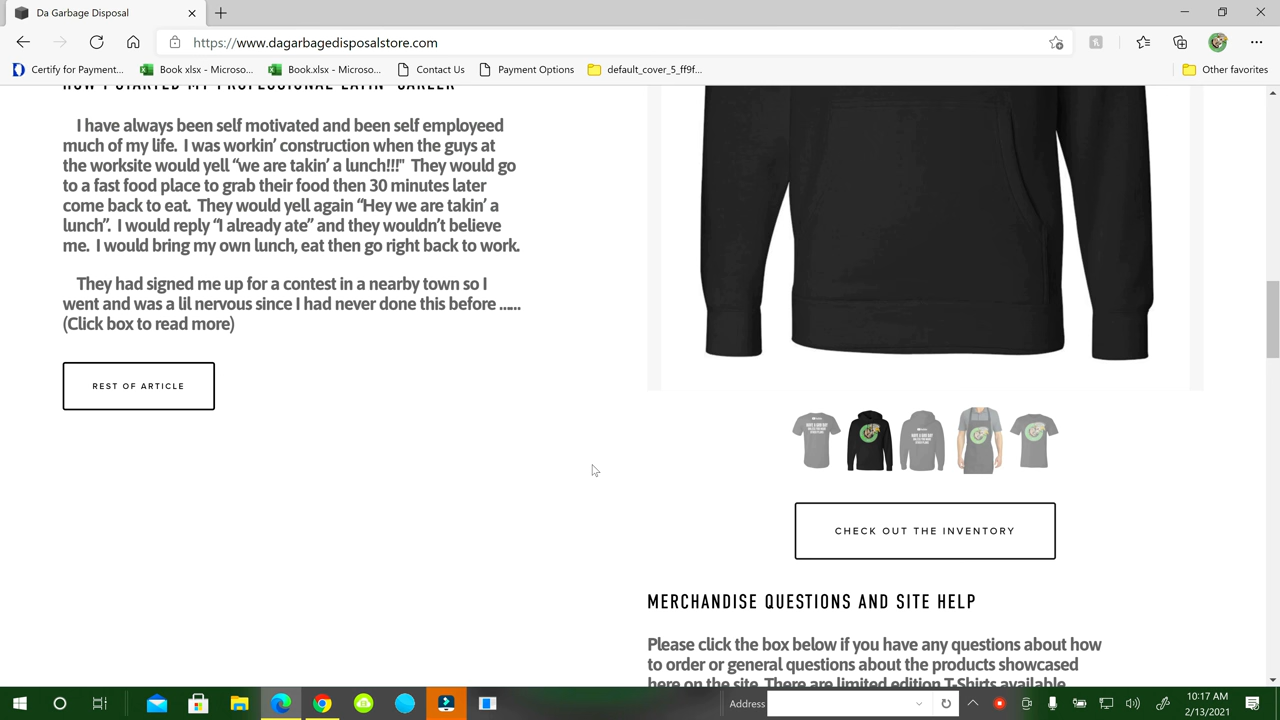 Da Garbage Disposal
https://www.dagarbagedisposalstore.com
Certify for Payment...
Book xlsx - Microso...
Book.xlsx - Microso...
Contact Us
Payment Options
default_cover_5_ff9f...
Other favorites
HOW I STARTED MY PROFESSIONAL EATIN' CAREER
I have always been self motivated and been self employeed
much of my life. I was workin’ construction when the guys at
the worksite would yell “we are takin’ a lunch!!!" They would go
to a fast food place to grab their food then 30 minutes later
come back to eat. They would yell again “Hey we are takin’ a
lunch”. I would reply “I already ate” and they wouldn’t believe
me. I would bring my own lunch, eat then go right back to work.
They had signed me up for a contest in a nearby town so I
went and was a lil nervous since I had never done this before ……
(Click box to read more)
REST OF ARTICLE
CHECK OUT THE INVENTORY
MERCHANDISE QUESTIONS AND SITE HELP
Please click the box below if you have any questions about how
to order or general questions about the products showcased
here on the site. There are limited edition T-Shirts available
Address
10:17 AM
2/13/2021